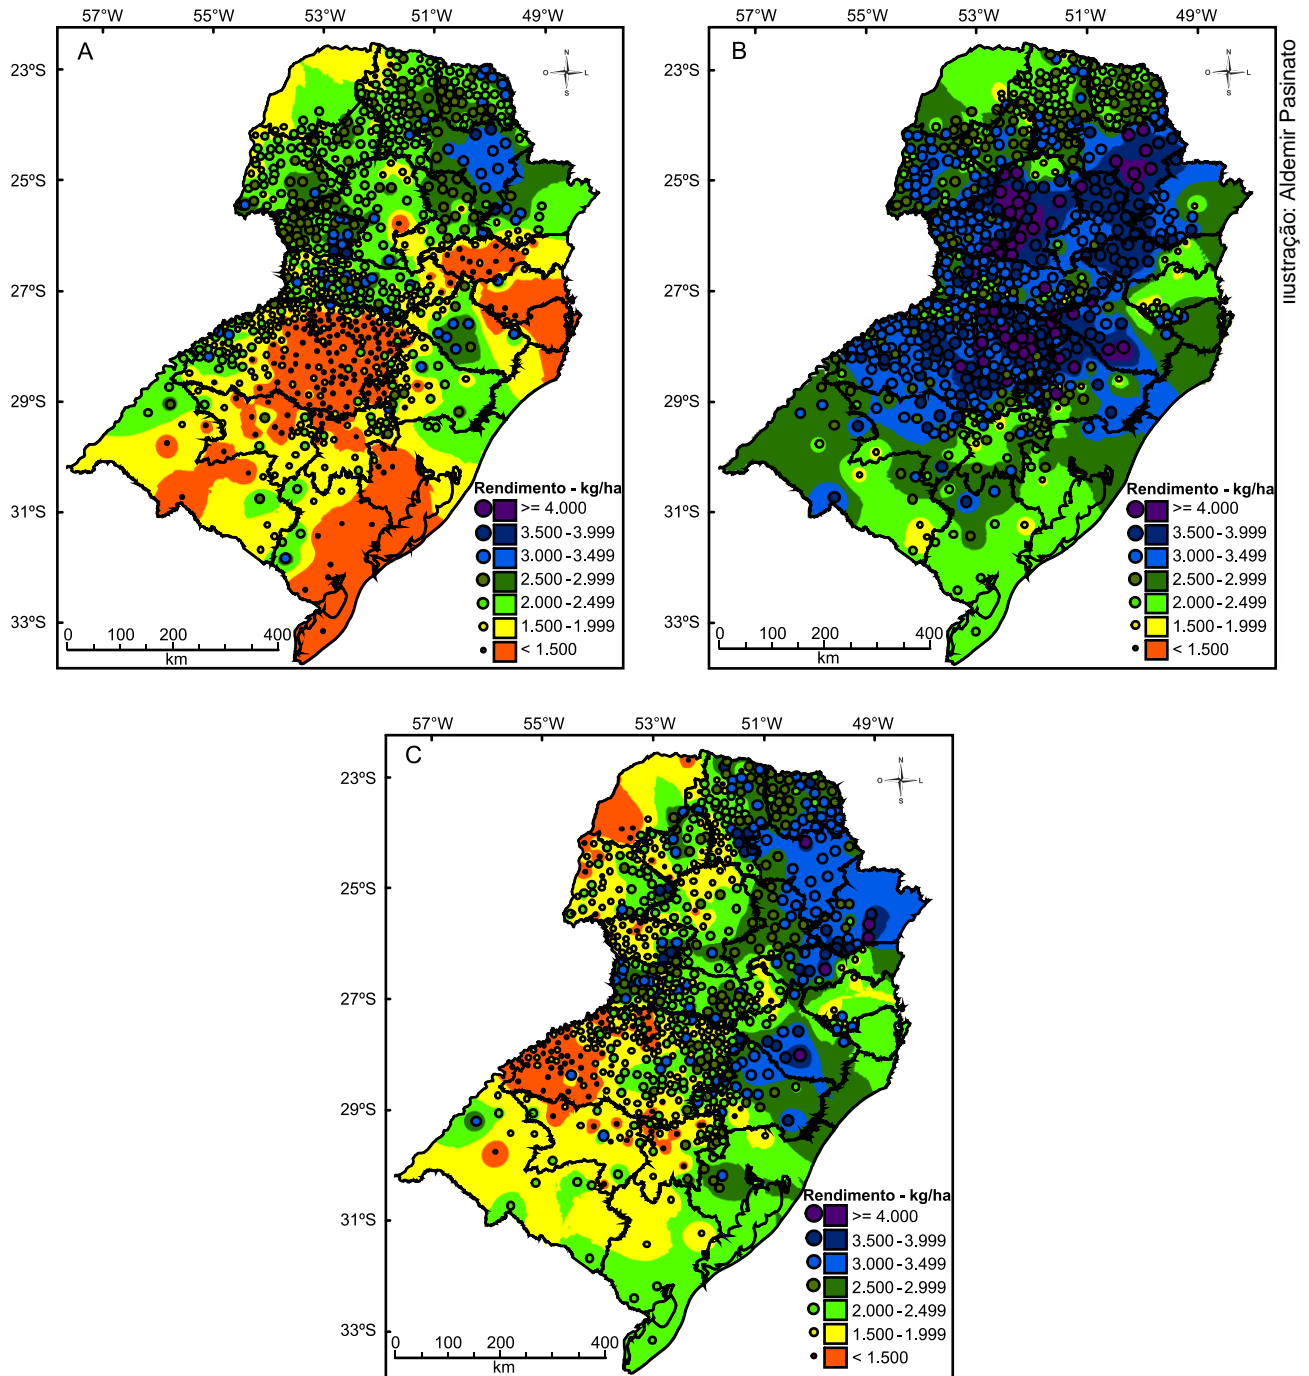 57°W 55°W 53°W 51°W 49°W
A
N
O L
S
23°S
25°S
27°S
29°S
31°S
33°S
Rendimento - kg/ha
>= 4.000
3.500 - 3.999
3.000 - 3.499
2.500 - 2.999
2.000 - 2.499
1.500 - 1.999
< 1.500
0 100 200 400
km
57°W 55°W 53°W 51°W 49°W
B
N
O L
S
23°S
25°S
27°S
29°S
31°S
33°S
Rendimento - kg/ha
>= 4.000
3.500 - 3.999
3.000 - 3.499
2.500 - 2.999
2.000 - 2.499
1.500 - 1.999
< 1.500
0 100 200 400
km
Ilustração: Aldemir Pasinato
57°W 55°W 53°W 51°W 49°W
C
N
O L
S
23°S
25°S
27°S
29°S
31°S
33°S
Rendimento - kg/ha
>= 4.000
3.500 - 3.999
3.000 - 3.499
2.500 - 2.999
2.000 - 2.499
1.500 - 1.999
< 1.500
0 100 200 400
km